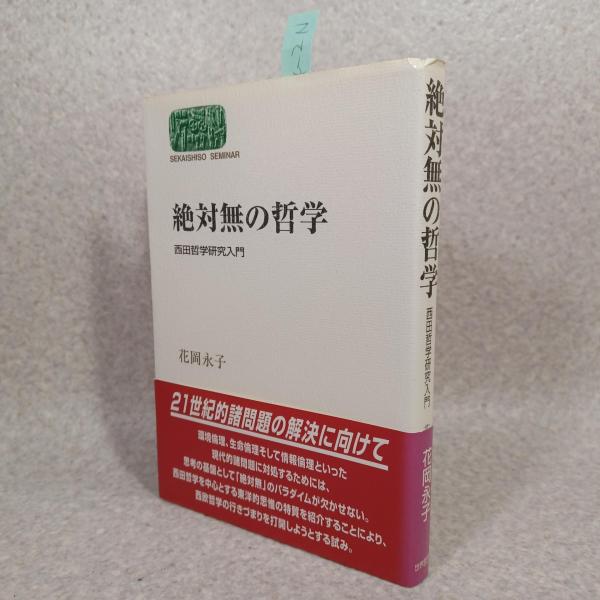 SEKAISHISO SEMINAR
絶対無の哲学
西田哲学研究入門
花岡永子
21世紀的諸問題の解決に向けて
環境倫理、生命倫理そして情報倫理といった
現代的諸問題に対処するためには、
思考の基盤として「絶対無」のパラダイムが欠かせない。
西田哲学を中心とする東洋的思惟の特質を紹介することにより、
西欧哲学の行きづまりを打開しようとする試み。
絶対無の哲学
西田哲学研究入門
花岡永子
世界思